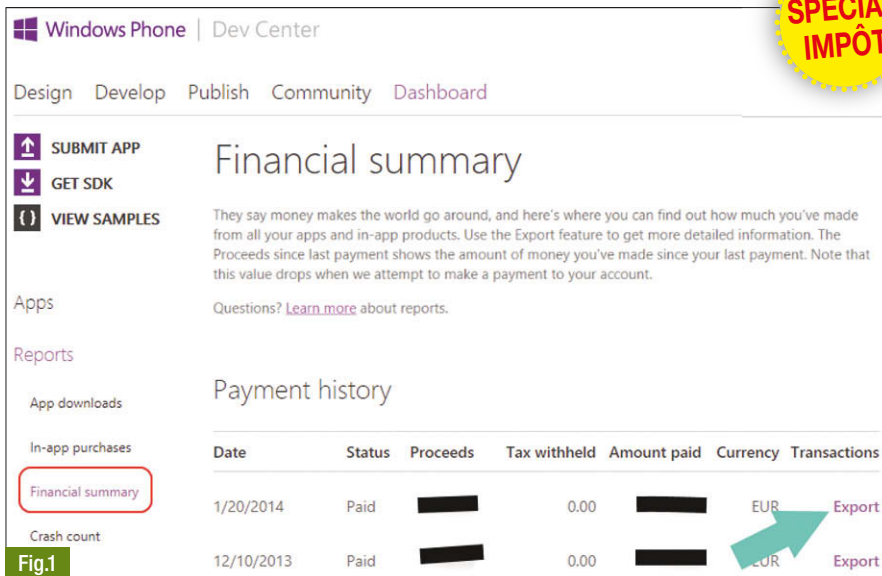 Windows Phone | Dev Center
IMPÔT
Design Develop Publish Community Dashboard
SUBMIT APP
GET SDK
{} VIEW SAMPLES
Financial summary
They say money makes the world go around, and here's where you can find out how much you've made
from all your apps and in-app products. Use the Export feature to get more detailed information. The
Proceeds since last payment shows the amount of money you've made since your last payment. Note that
this value drops when we attempt to make a payment to your account.
Questions? Learn more about reports.
Apps
Reports
App downloads
In-app purchases
Financial summary
Crash count
Payment history
Date Status Proceeds Tax withheld Amount paid Currency Transactions
1/20/2014 Paid 0.00 EUR Export
12/10/2013 Paid 0.00 EUR Export
Fig.1